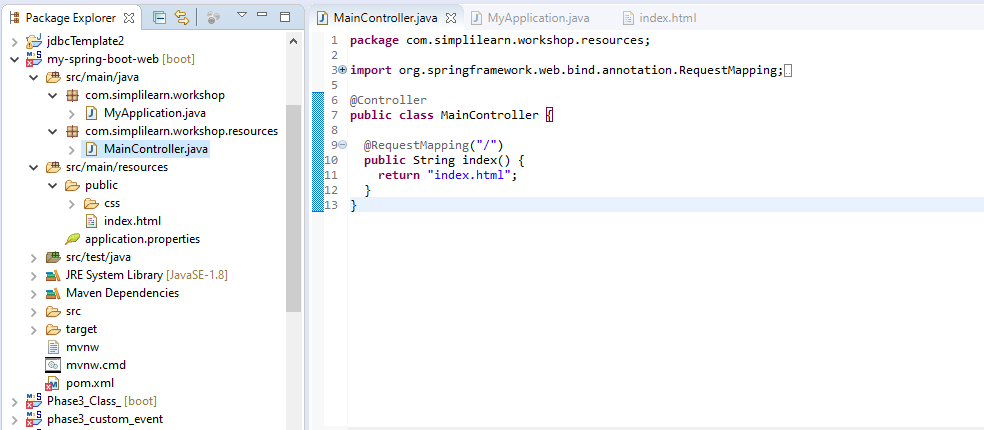 Package Explorer
jdbcTemplate2
my-spring-boot-web [boot]
src/main/java
com.simplilearn.workshop
MyApplication.java
com.simplilearn.workshop.resources
MainController.java
src/main/resources
public
css
index.html
application.properties
src/test/java
JRE System Library [JavaSE-1.8]
Maven Dependencies
src
target
mvnw
mvnw.cmd
pom.xml
Phase3_Class_ [boot]
phase3_custom_event
MainController.java
MyApplication.java
index.html
1 package com.simplilearn.workshop.resources;
2
3 import org.springframework.web.bind.annotation.RequestMapping;
5
6 @Controller
7 public class MainController {
8
9 @RequestMapping("/")
10 public String index() {
11 return "index.html";
12 }
13 }